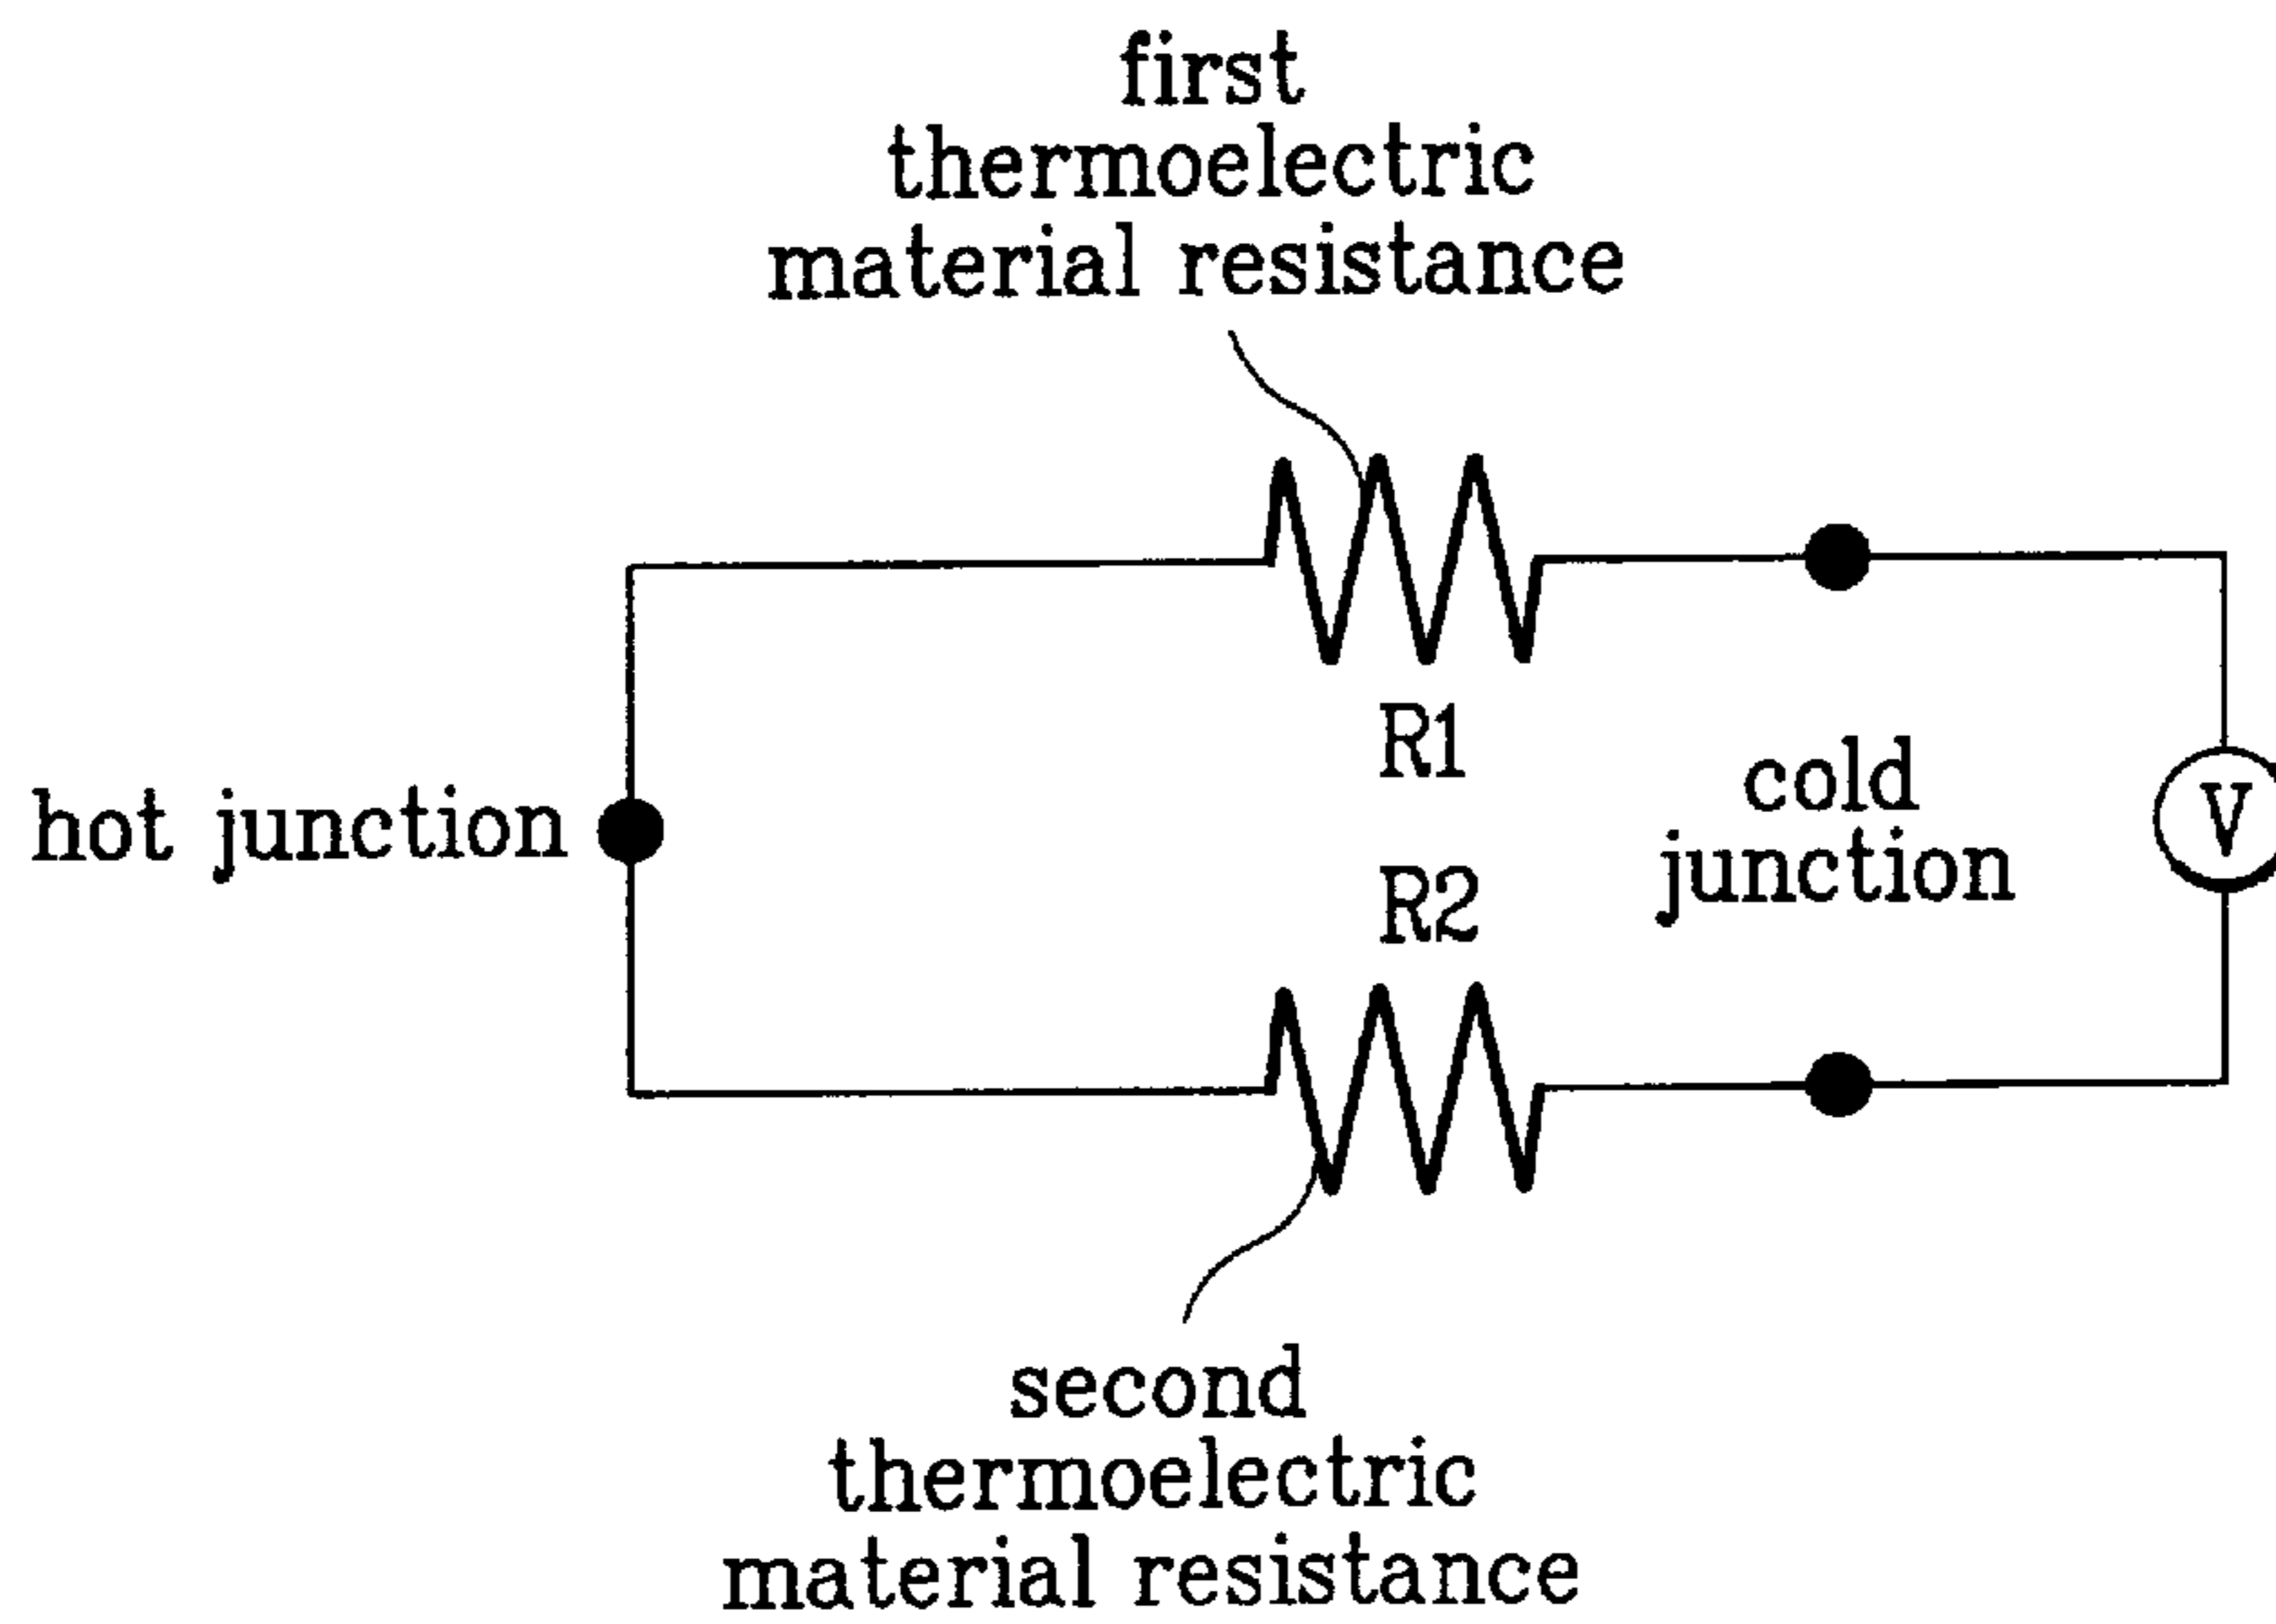 first
thermoelectric
material resistance
R1
hot junction
cold
junction
V
R2
second
thermoelectric
material resistance